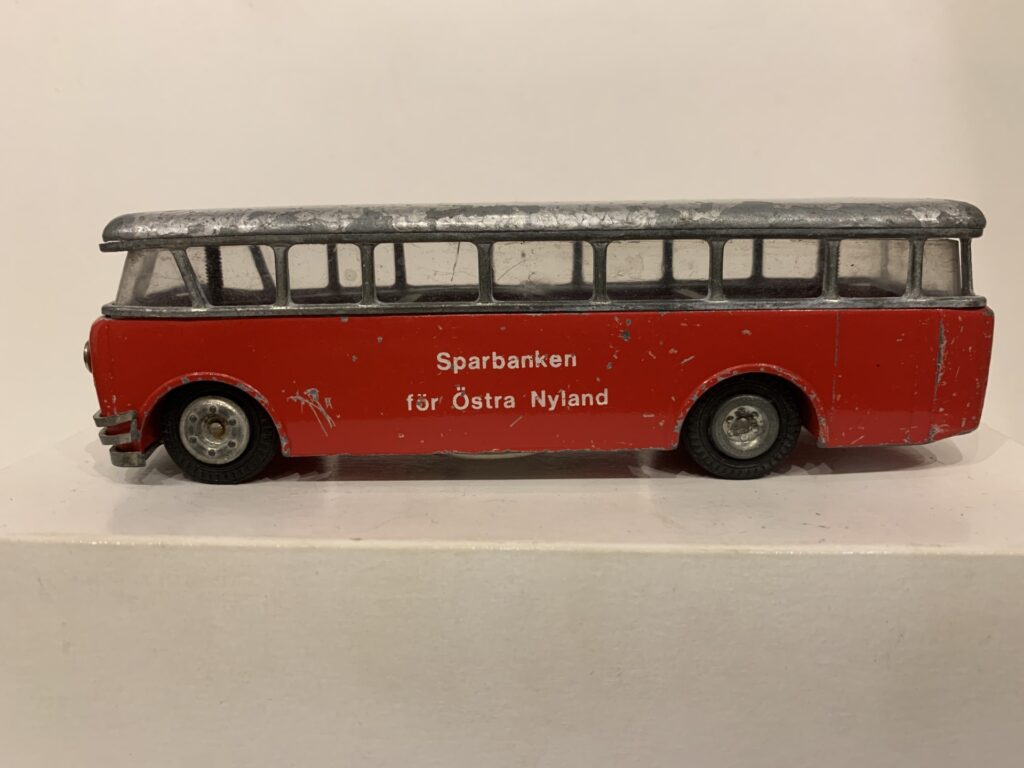 Sparbanken
för Östra Nyland